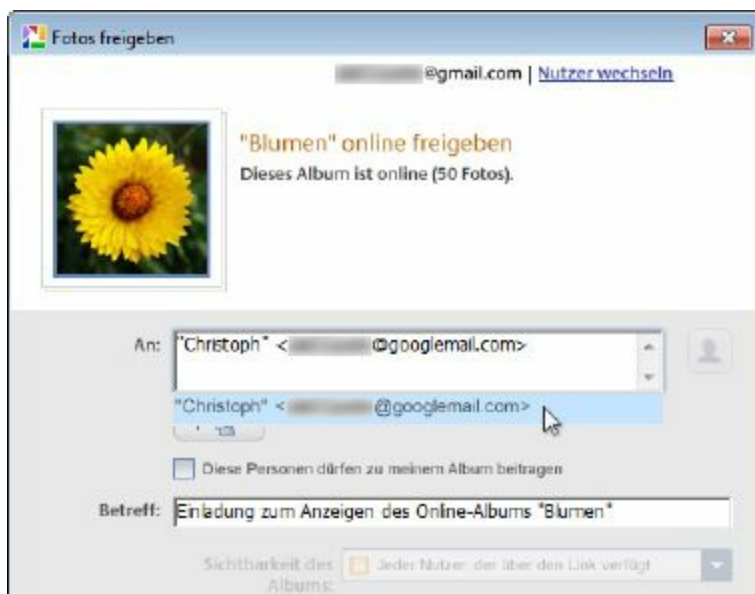 Fotos freigeben
@gmail.com | Nutzer wechseln
"Blumen" online freigeben
Dieses Album ist online (50 Fotos).
An: "Christoph" < @googlemail.com>
"Christoph" < @googlemail.com>
Diese Personen dürfen zu meinem Album beitragen
Betreff: Einladung zum Anzeigen des Online-Albums "Blumen"
Sichtbarkeit des Jeder Nutzer, der über den Link verfügt
Albums: